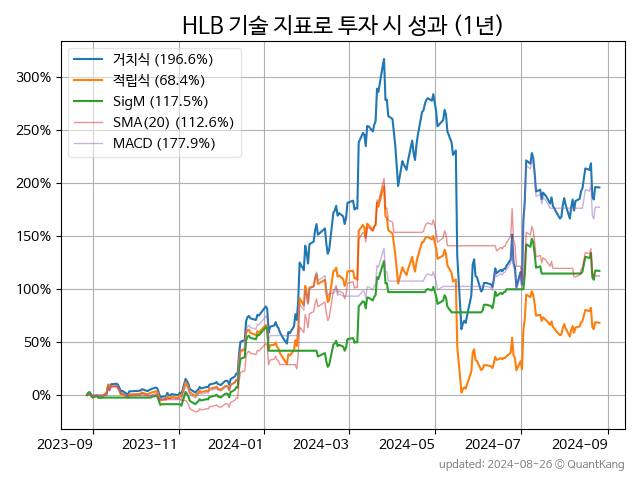 HLB 기술 지표로 투자 시 성과 (1년)
거치식 (196.6%)
적립식 (68.4%)
SigM (117.5%)
SMA(20) (112.6%)
MACD (177.9%)
300%
250%
200%
150%
100%
50%
0%
2023-09
2023-11
2024-01
2024-03
2024-05
2024-07
2024-09
updated: 2024-08-26 © QuantKang